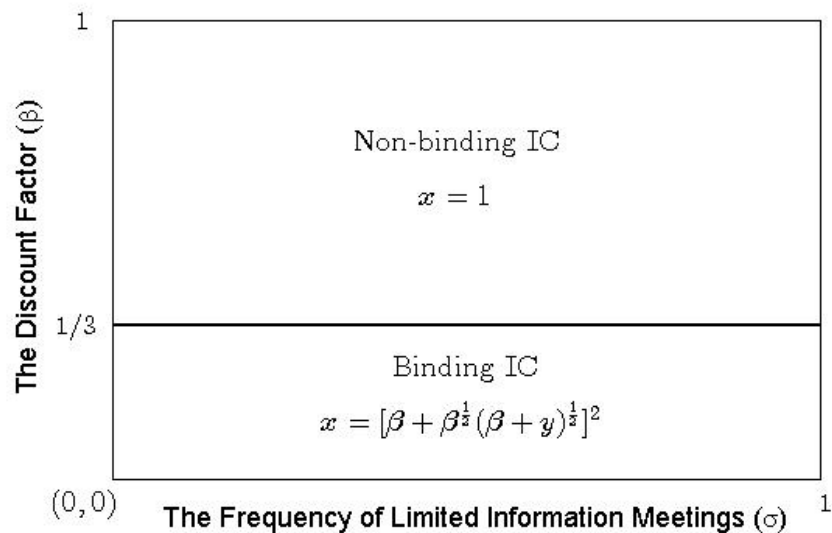 1
Non-binding IC
x = 1
The Discount Factor (β)
1/3
Binding IC
x = [β + β^{1/2}(β + y)^{1/2}]^2
(0, 0)
1
The Frequency of Limited Information Meetings (σ)